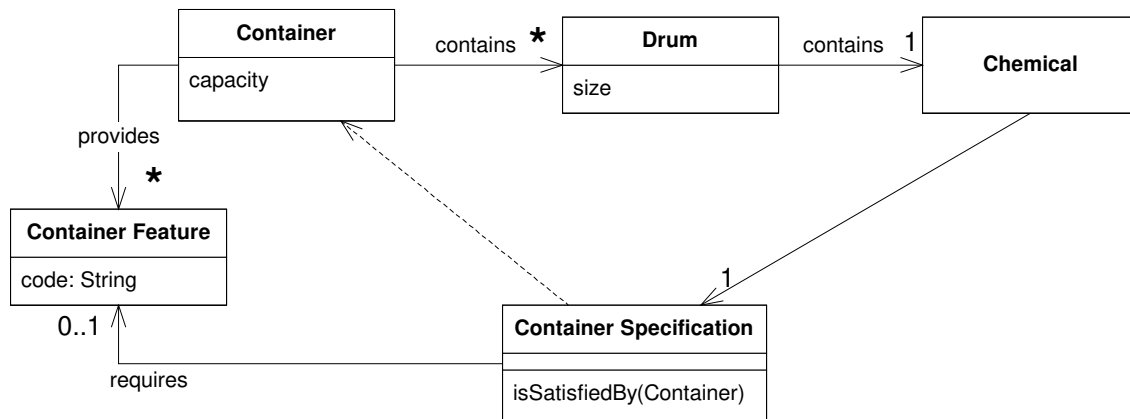 Container
capacity
contains
*
Drum
size
contains
1
Chemical
provides
*
Container Feature
code: String
0..1
requires
1
Container Specification
isSatisfiedBy(Container)